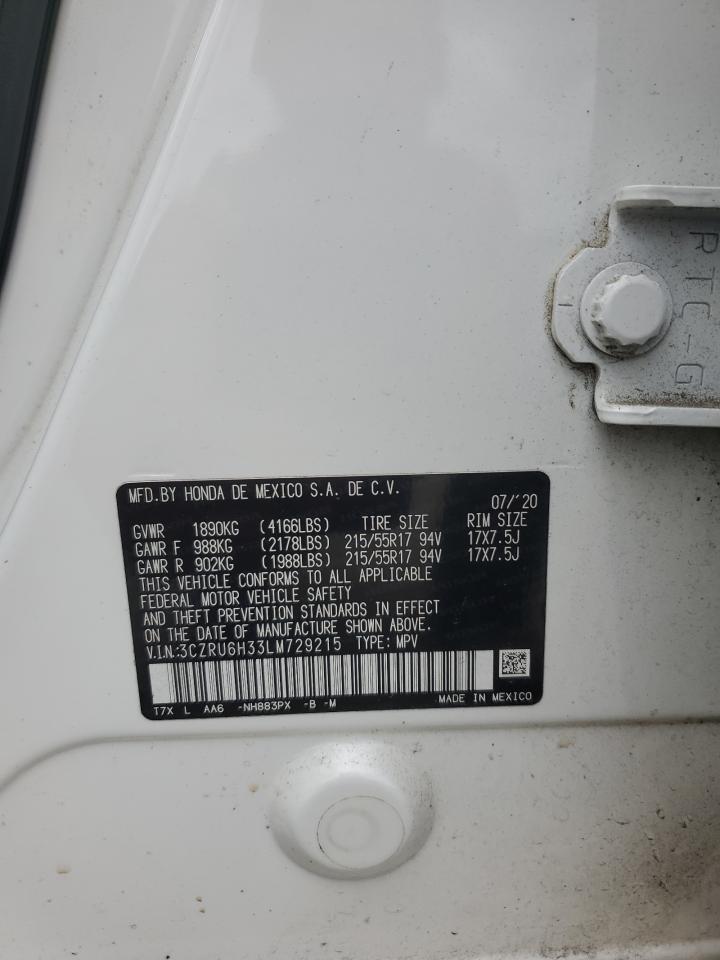 RTC-G
MFD.BY HONDA DE MEXICO S.A. DE C.V. 07/'20
GVWR 1890KG (4166LBS) TIRE SIZE RIM SIZE
GAWR F 988KG (2178LBS) 215/55R17 94V 17X7.5J
GAWR R 902KG (1988LBS) 215/55R17 94V 17X7.5J
THIS VEHICLE CONFORMS TO ALL APPLICABLE
FEDERAL MOTOR VEHICLE SAFETY
AND THEFT PREVENTION STANDARDS IN EFFECT
ON THE DATE OF MANUFACTURE SHOWN ABOVE.
V.I.N.:3CZRU6H33LM729215 TYPE: MPV
T7X L AA6 -NH883PX -B -M MADE IN MEXICO